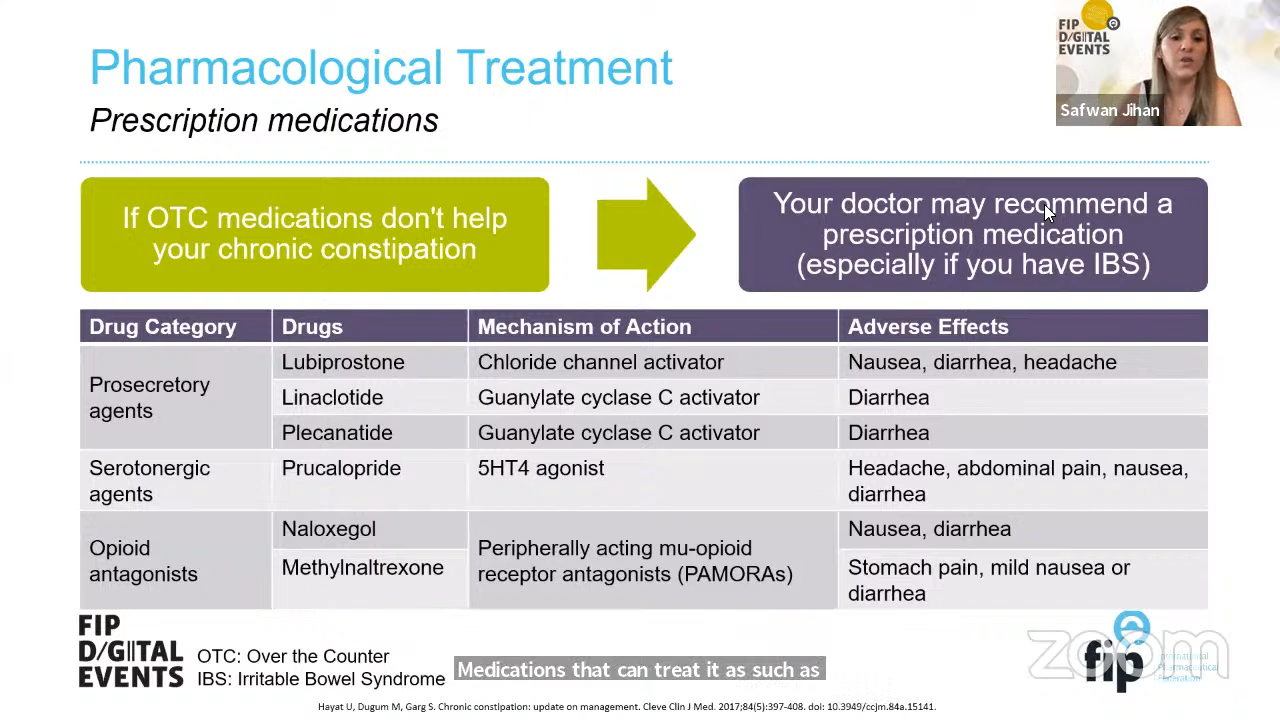 Pharmacological Treatment
Prescription medications
FIP
D/G|TAL
EVENTS
Safwan Jihan
If OTC medications don't help
your chronic constipation
Your doctor may recommend a
prescription medication
(especially if you have IBS)
Drug Category Drugs Mechanism of Action Adverse Effects
Prosecretory
agents
Lubiprostone Chloride channel activator Nausea, diarrhea, headache
Linaclotide Guanylate cyclase C activator Diarrhea
Plecanatide Guanylate cyclase C activator Diarrhea
Serotonergic
agents
Prucalopride 5HT4 agonist Headache, abdominal pain, nausea,
diarrhea
Opioid
antagonists
Naloxegol
Methylnaltrexone
Peripherally acting mu-opioid
receptor antagonists (PAMORAs)
Nausea, diarrhea
Stomach pain, mild nausea or
diarrhea
FIP
D/G|TAL
EVENTS
OTC: Over the Counter
IBS: Irritable Bowel Syndrome
Medications that can treat it as such as
zoom
fip
International
Pharmaceutical
Federation
Hayat U, Dugum M, Garg S. Chronic constipation: update on management. Cleve Clin J Med. 2017;84(5):397-408. doi: 10.3949/ccjm.84a.15141.